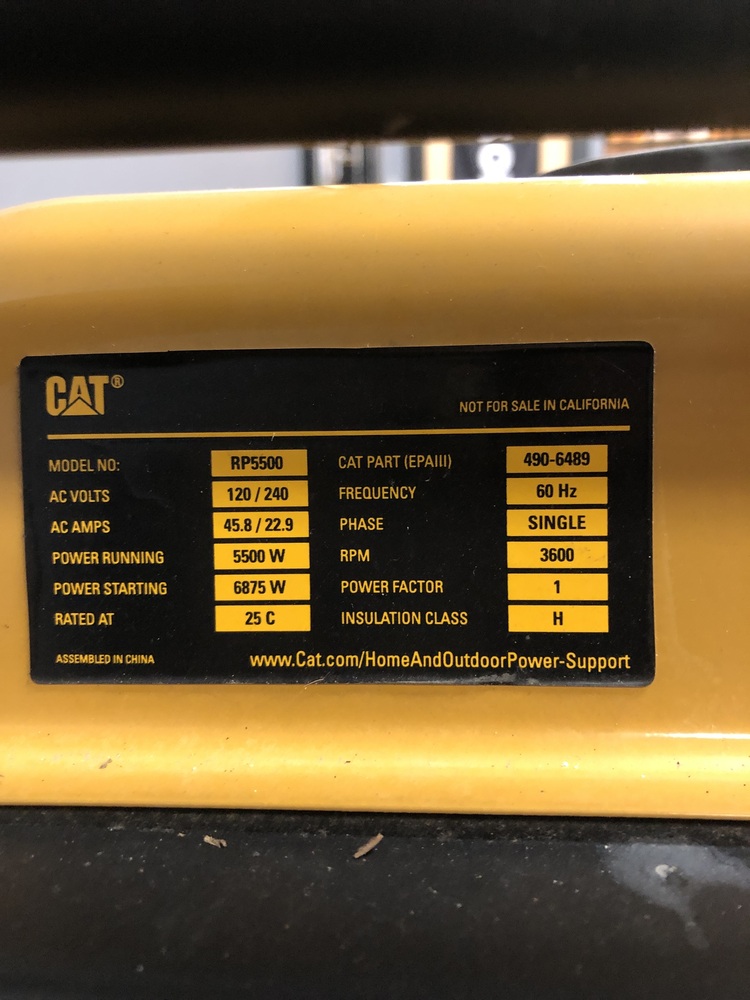 CAT®
NOT FOR SALE IN CALIFORNIA
MODEL NO: RP5500 CAT PART (EPAIII) 490-6489
AC VOLTS 120 / 240 FREQUENCY 60 Hz
AC AMPS 45.8 / 22.9 PHASE SINGLE
POWER RUNNING 5500 W RPM 3600
POWER STARTING 6875 W POWER FACTOR 1
RATED AT 25 C INSULATION CLASS H
ASSEMBLED IN CHINA www.Cat.com/HomeAndOutdoorPower-Support